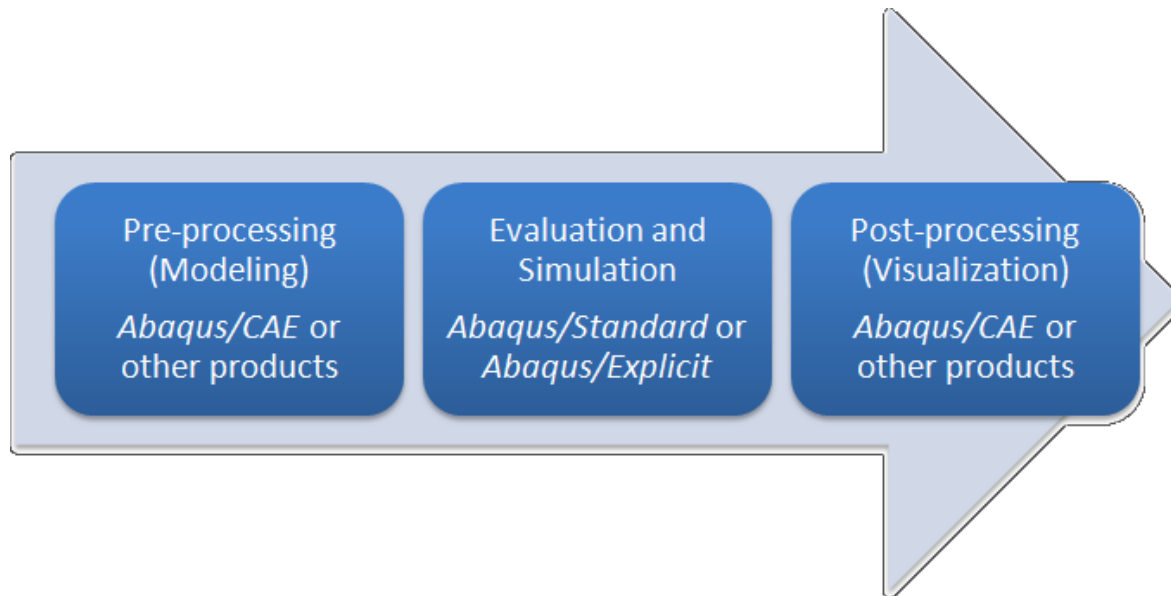 Pre-processing
(Modeling)
Abaqus/CAE or
other products
Evaluation and
Simulation
Abaqus/Standard or
Abaqus/Explicit
Post-processing
(Visualization)
Abaqus/CAE or
other products